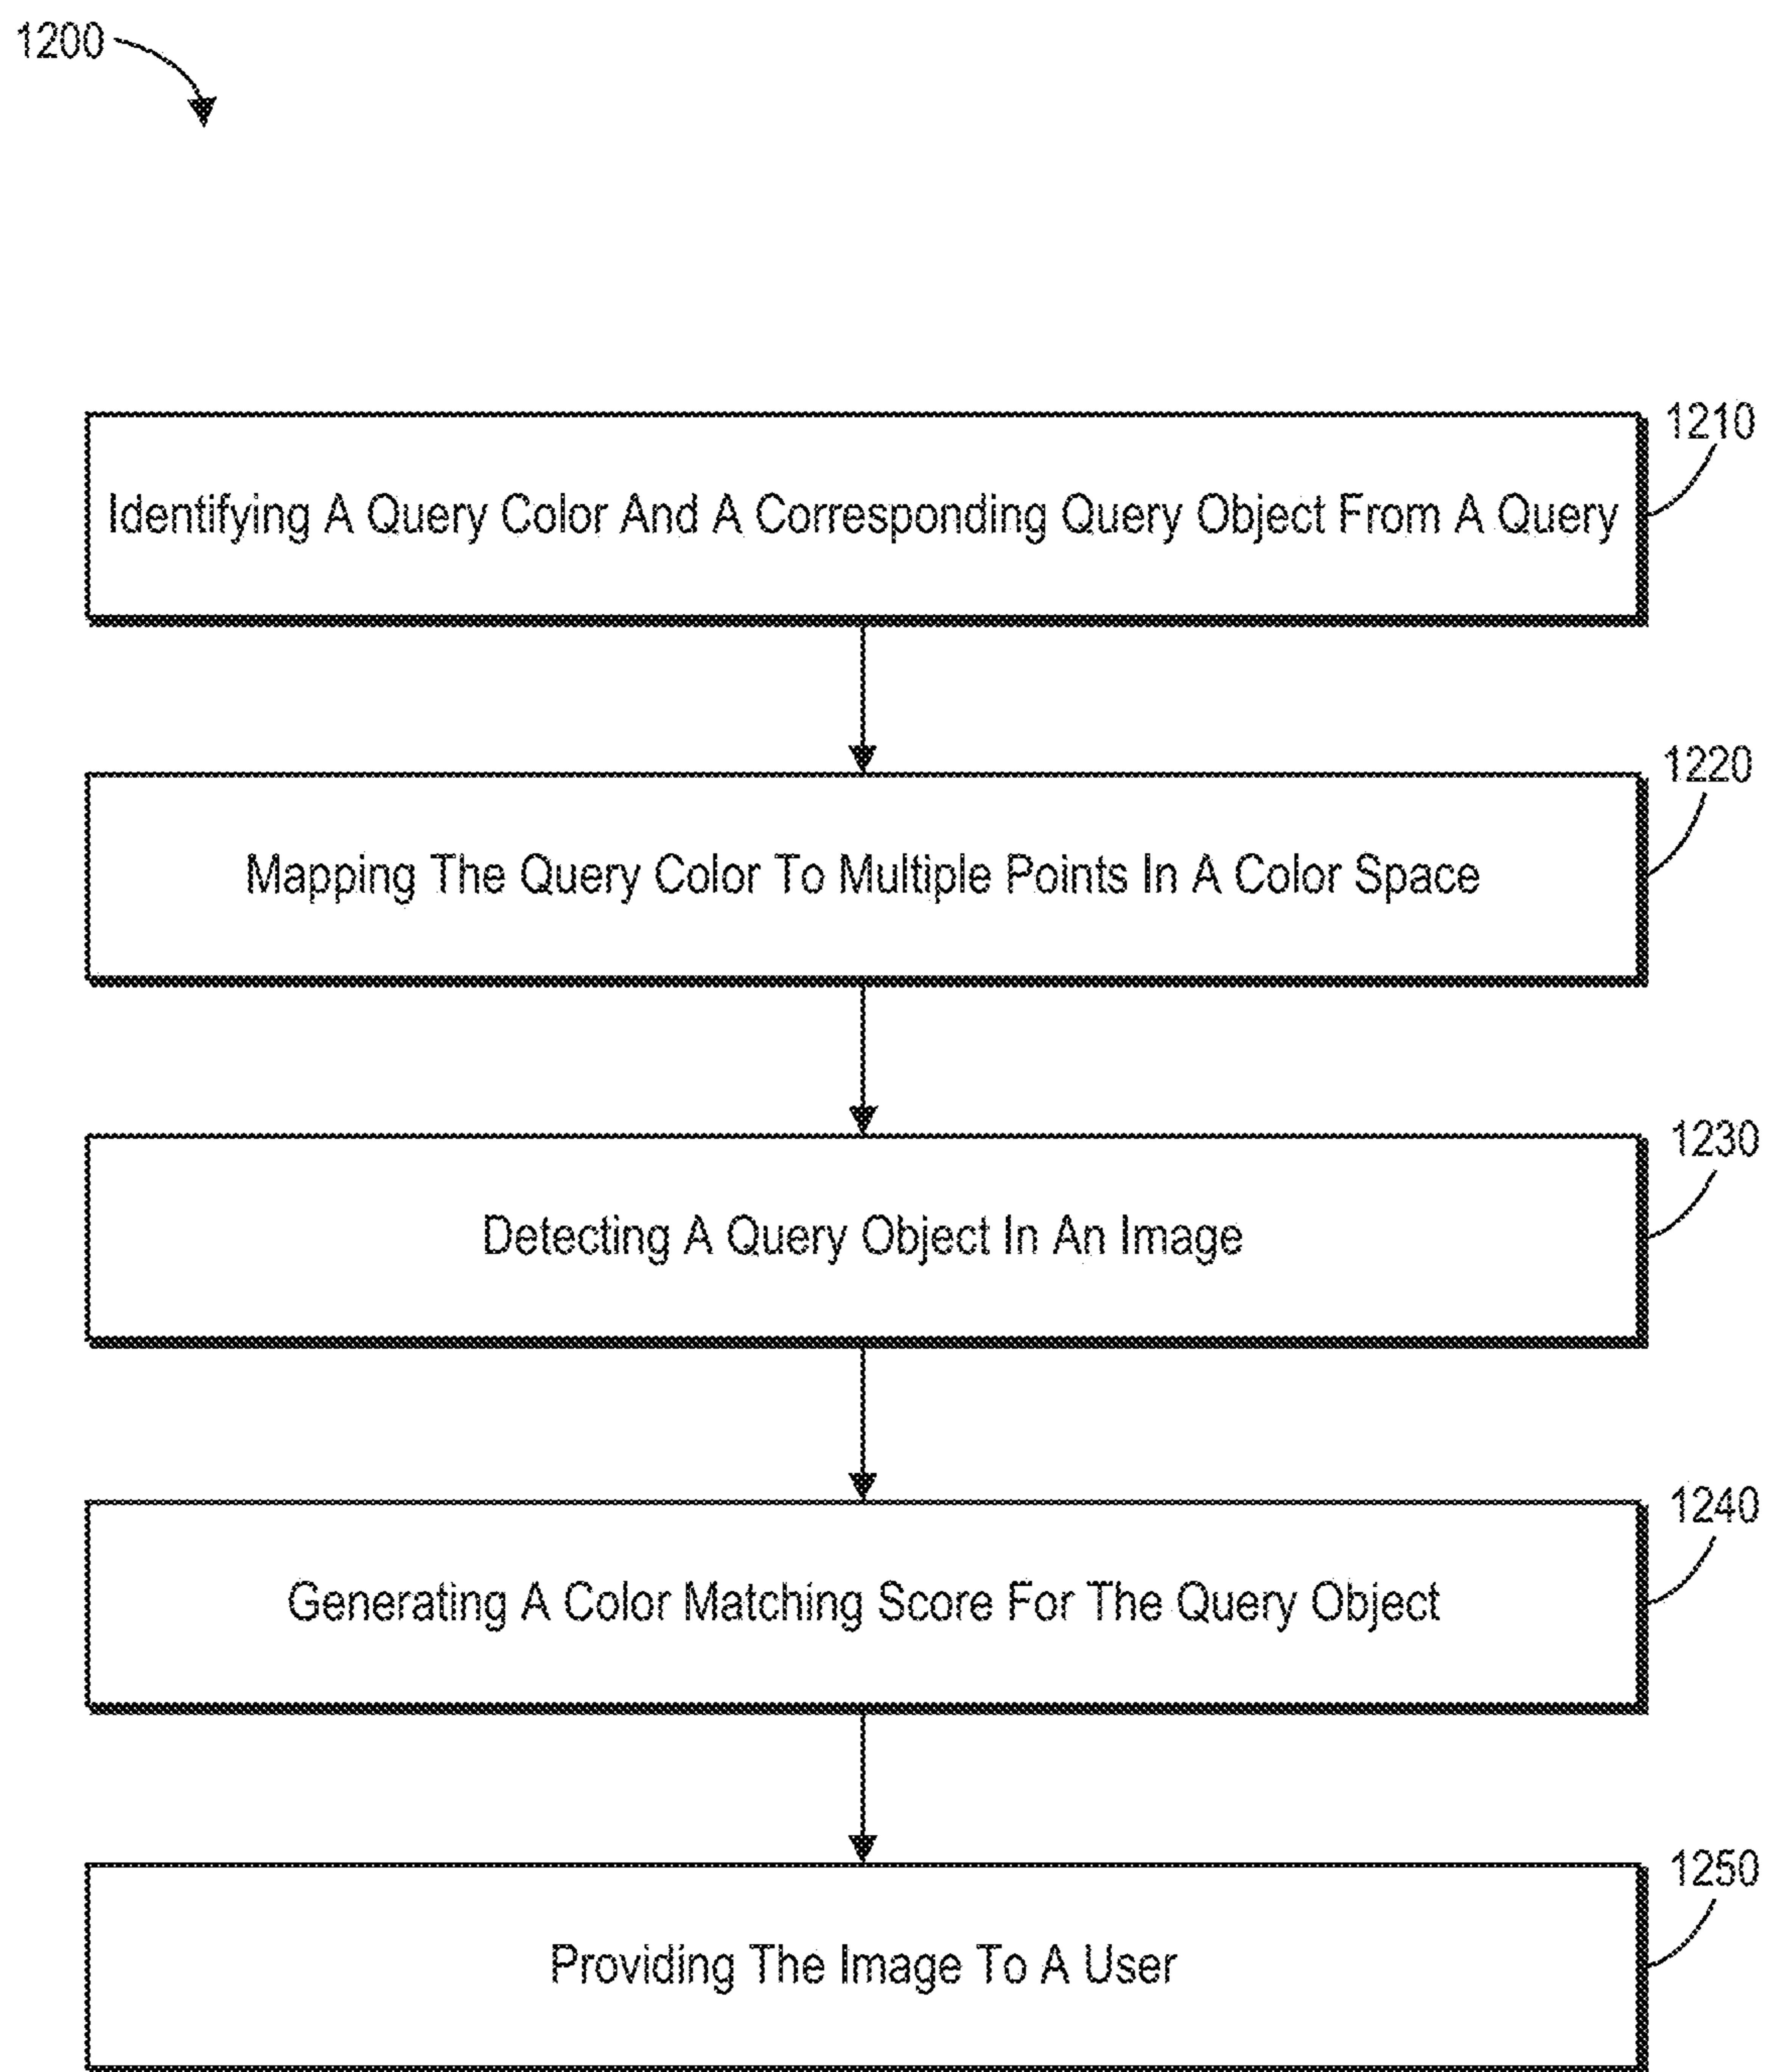 1200
1210
Identifying A Query Color And A Corresponding Query Object From A Query
1220
Mapping The Query Color To Multiple Points In A Color Space
1230
Detecting A Query Object In An Image
1240
Generating A Color Matching Score For The Query Object
1250
Providing The Image To A User